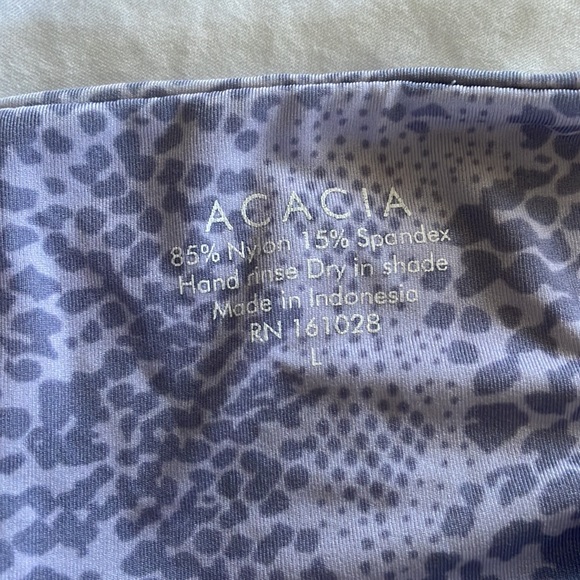 ACACIA
85% Nylon 15% Spandex
Hand rinse Dry in shade
Made in Indonesia
RN 161028
L